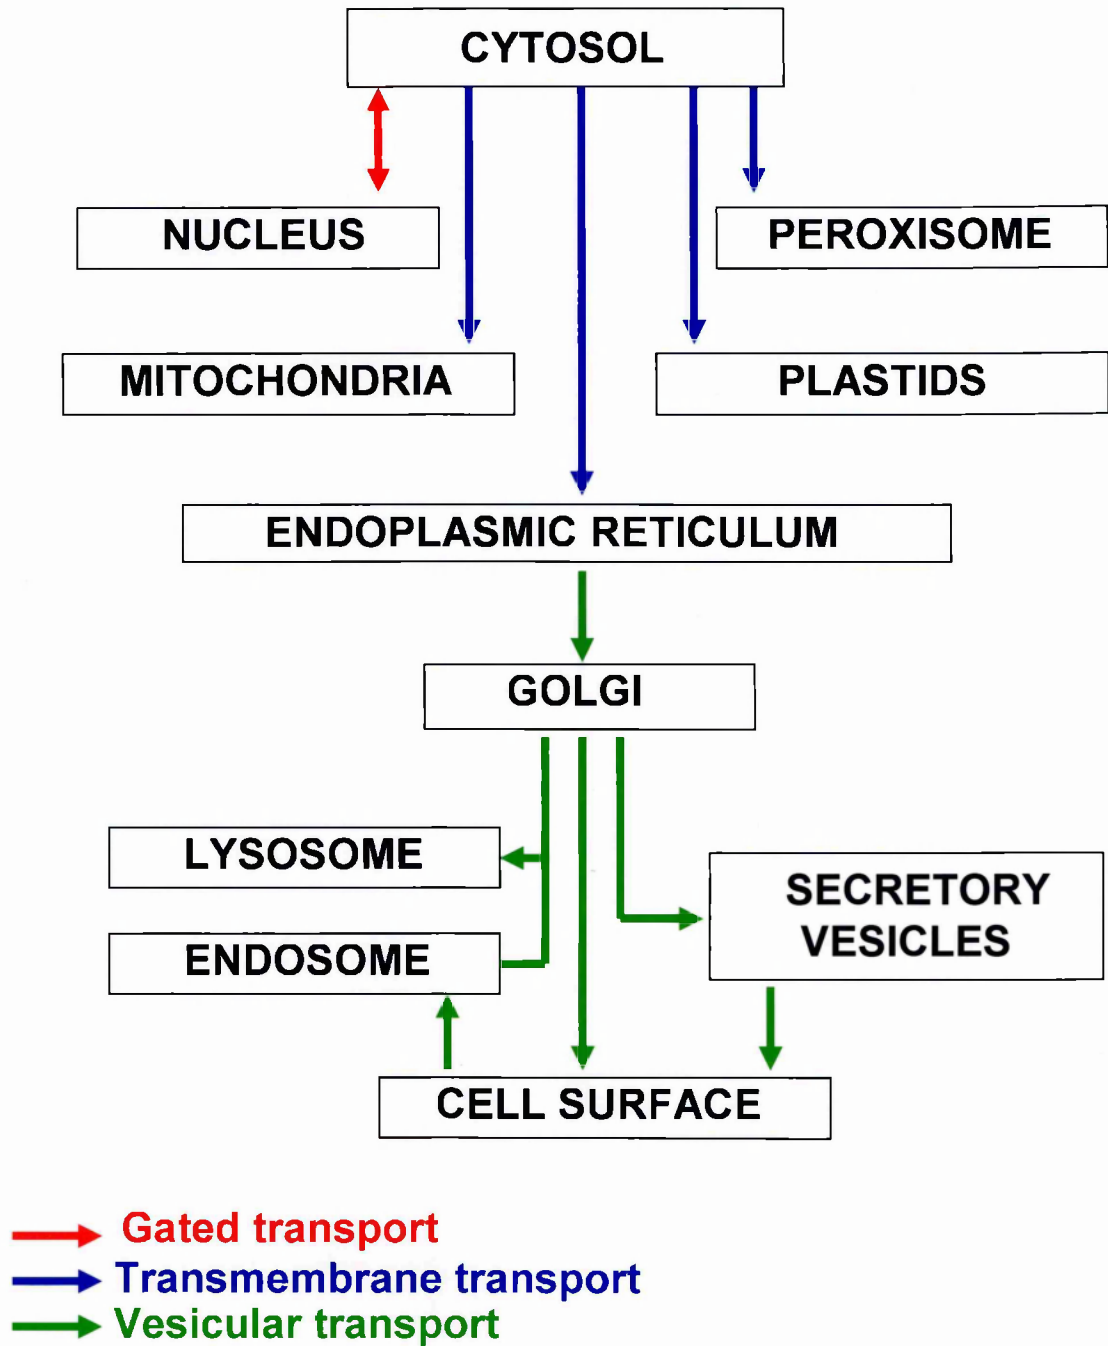 CYTOSOL
NUCLEUS
PEROXISOME
MITOCHONDRIA
PLASTIDS
ENDOPLASMIC RETICULUM
GOLGI
LYSOSOME
SECRETORY
VESICLES
ENDOSOME
CELL SURFACE
Gated transport
Transmembrane transport
Vesicular transport